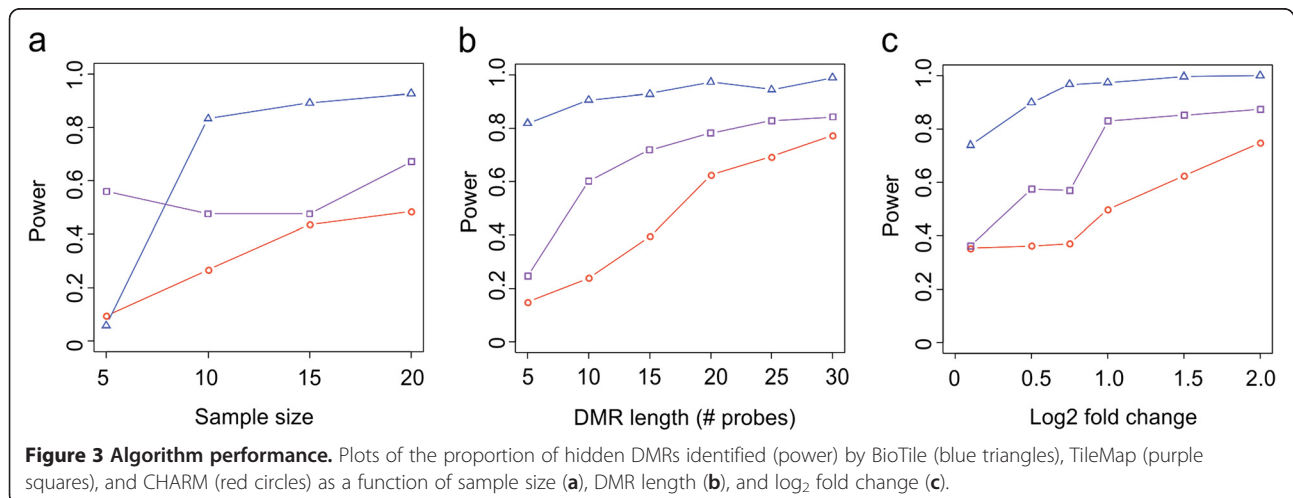 a
b
c
Power
0 0.2 0.4 0.6 0.8 1.0
5 10 15 20
Sample size
Power
0 0.2 0.4 0.6 0.8 1.0
5 10 15 20 25 30
DMR length (# probes)
Power
0 0.2 0.4 0.6 0.8 1.0
0 0.5 1.0 1.5 2.0
Log2 fold change
Figure 3 Algorithm performance. Plots of the proportion of hidden DMRs identified (power) by BioTile (blue triangles), TileMap (purple
squares), and CHARM (red circles) as a function of sample size (a), DMR length (b), and log₂ fold change (c).